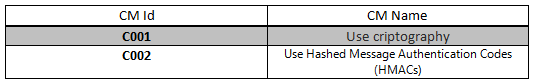 CM Id CM Name
C001 Use criptography
C002 Use Hashed Message Authentication Codes
(HMACs)